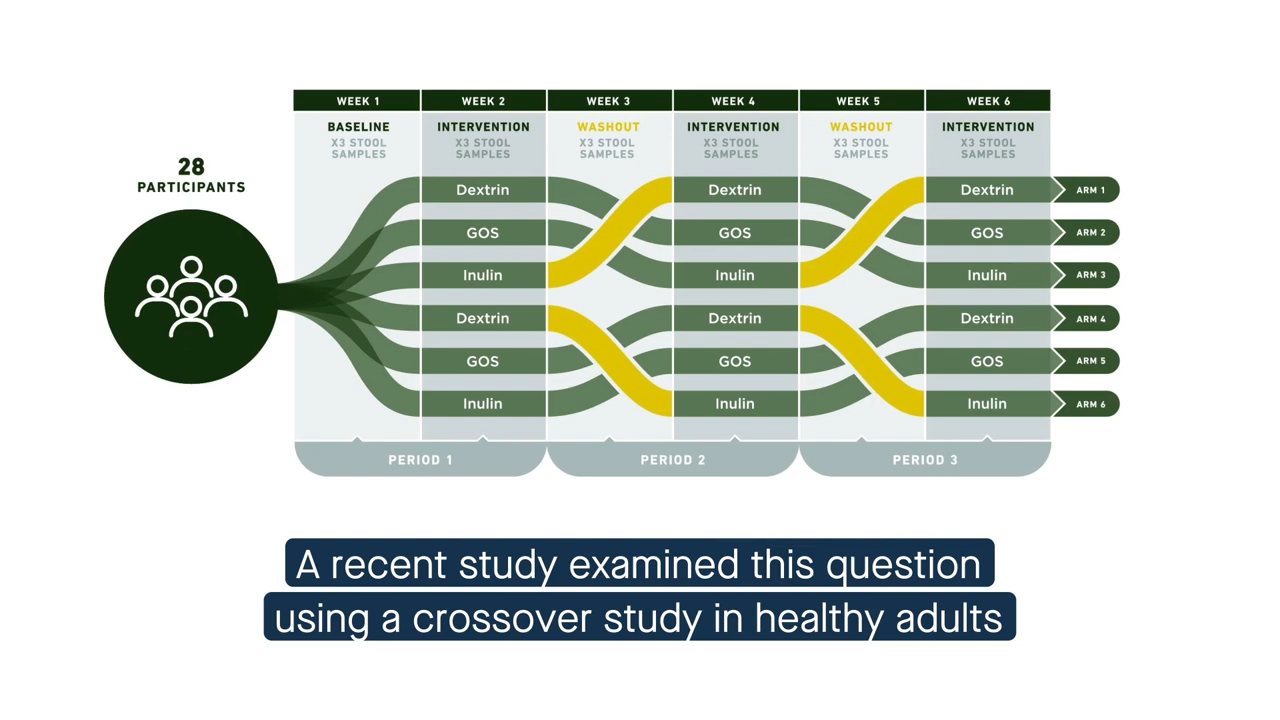 WEEK 1 WEEK 2 WEEK 3 WEEK 4 WEEK 5 WEEK 6
BASELINE INTERVENTION WASHOUT INTERVENTION WASHOUT INTERVENTION
X3 STOOL X3 STOOL X3 STOOL X3 STOOL X3 STOOL X3 STOOL
SAMPLES SAMPLES SAMPLES SAMPLES SAMPLES SAMPLES
28
PARTICIPANTS
Dextrin Dextrin Dextrin ARM 1
GOS GOS GOS ARM 2
Inulin Inulin Inulin ARM 3
Dextrin Dextrin Dextrin ARM 4
GOS GOS GOS ARM 5
Inulin Inulin Inulin ARM 6
PERIOD 1 PERIOD 2 PERIOD 3
A recent study examined this question
using a crossover study in healthy adults